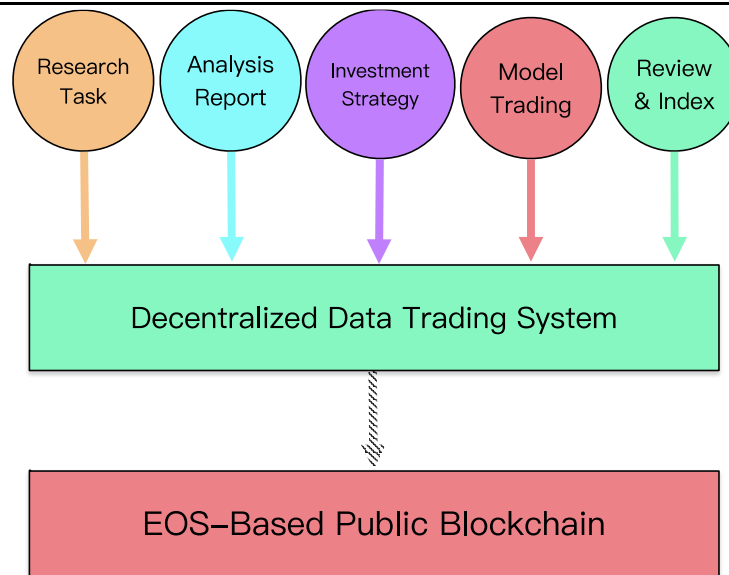 Research
Task
Analysis
Report
Investment
Strategy
Model
Trading
Review
& Index
Decentralized Data Trading System
EOS–Based Public Blockchain